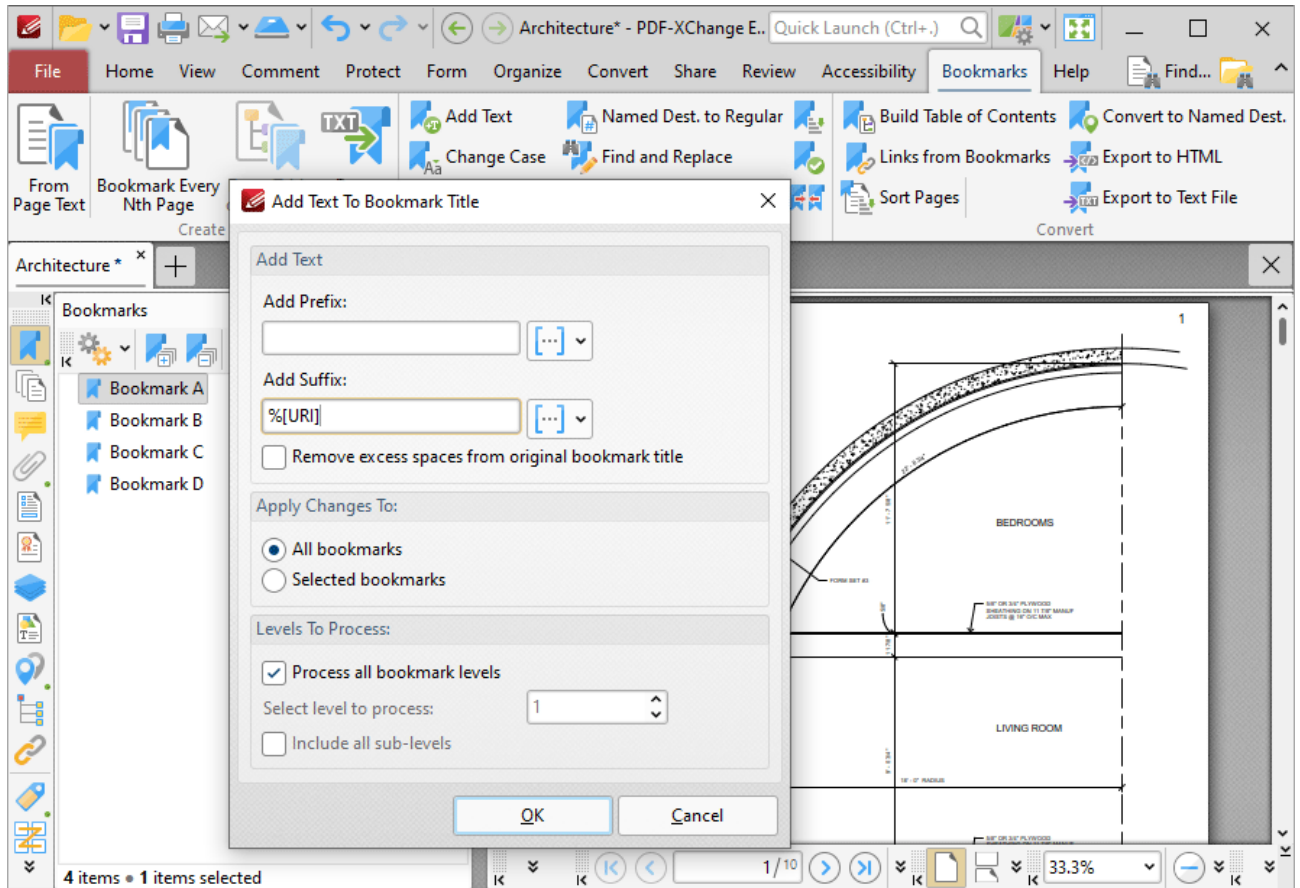 Architecture* - PDF-XChange E..
Quick Launch (Ctrl+.)
File Home View Comment Protect Form Organize Convert Share Review Accessibility Bookmarks Help Find...
TXT
Add Text
Named Dest. to Regular
Build Table of Contents
Convert to Named Dest.
Change Case
Find and Replace
Links from Bookmarks
Export to HTML
From Page Text
Bookmark Every Nth Page
Sort Pages
Export to Text File
Create
Convert
Add Text To Bookmark Title
Architecture *
Add Text
Add Prefix:
Add Suffix:
%[URI]
Remove excess spaces from original bookmark title
Apply Changes To:
All bookmarks
Selected bookmarks
Levels To Process:
Process all bookmark levels
Select level to process:
1
Include all sub-levels
OK
Cancel
Bookmarks
Bookmark A
Bookmark B
Bookmark C
Bookmark D
1
BEDROOMS
FORM SET #3
LIVING ROOM
4 items • 1 items selected
1/10
33.3%